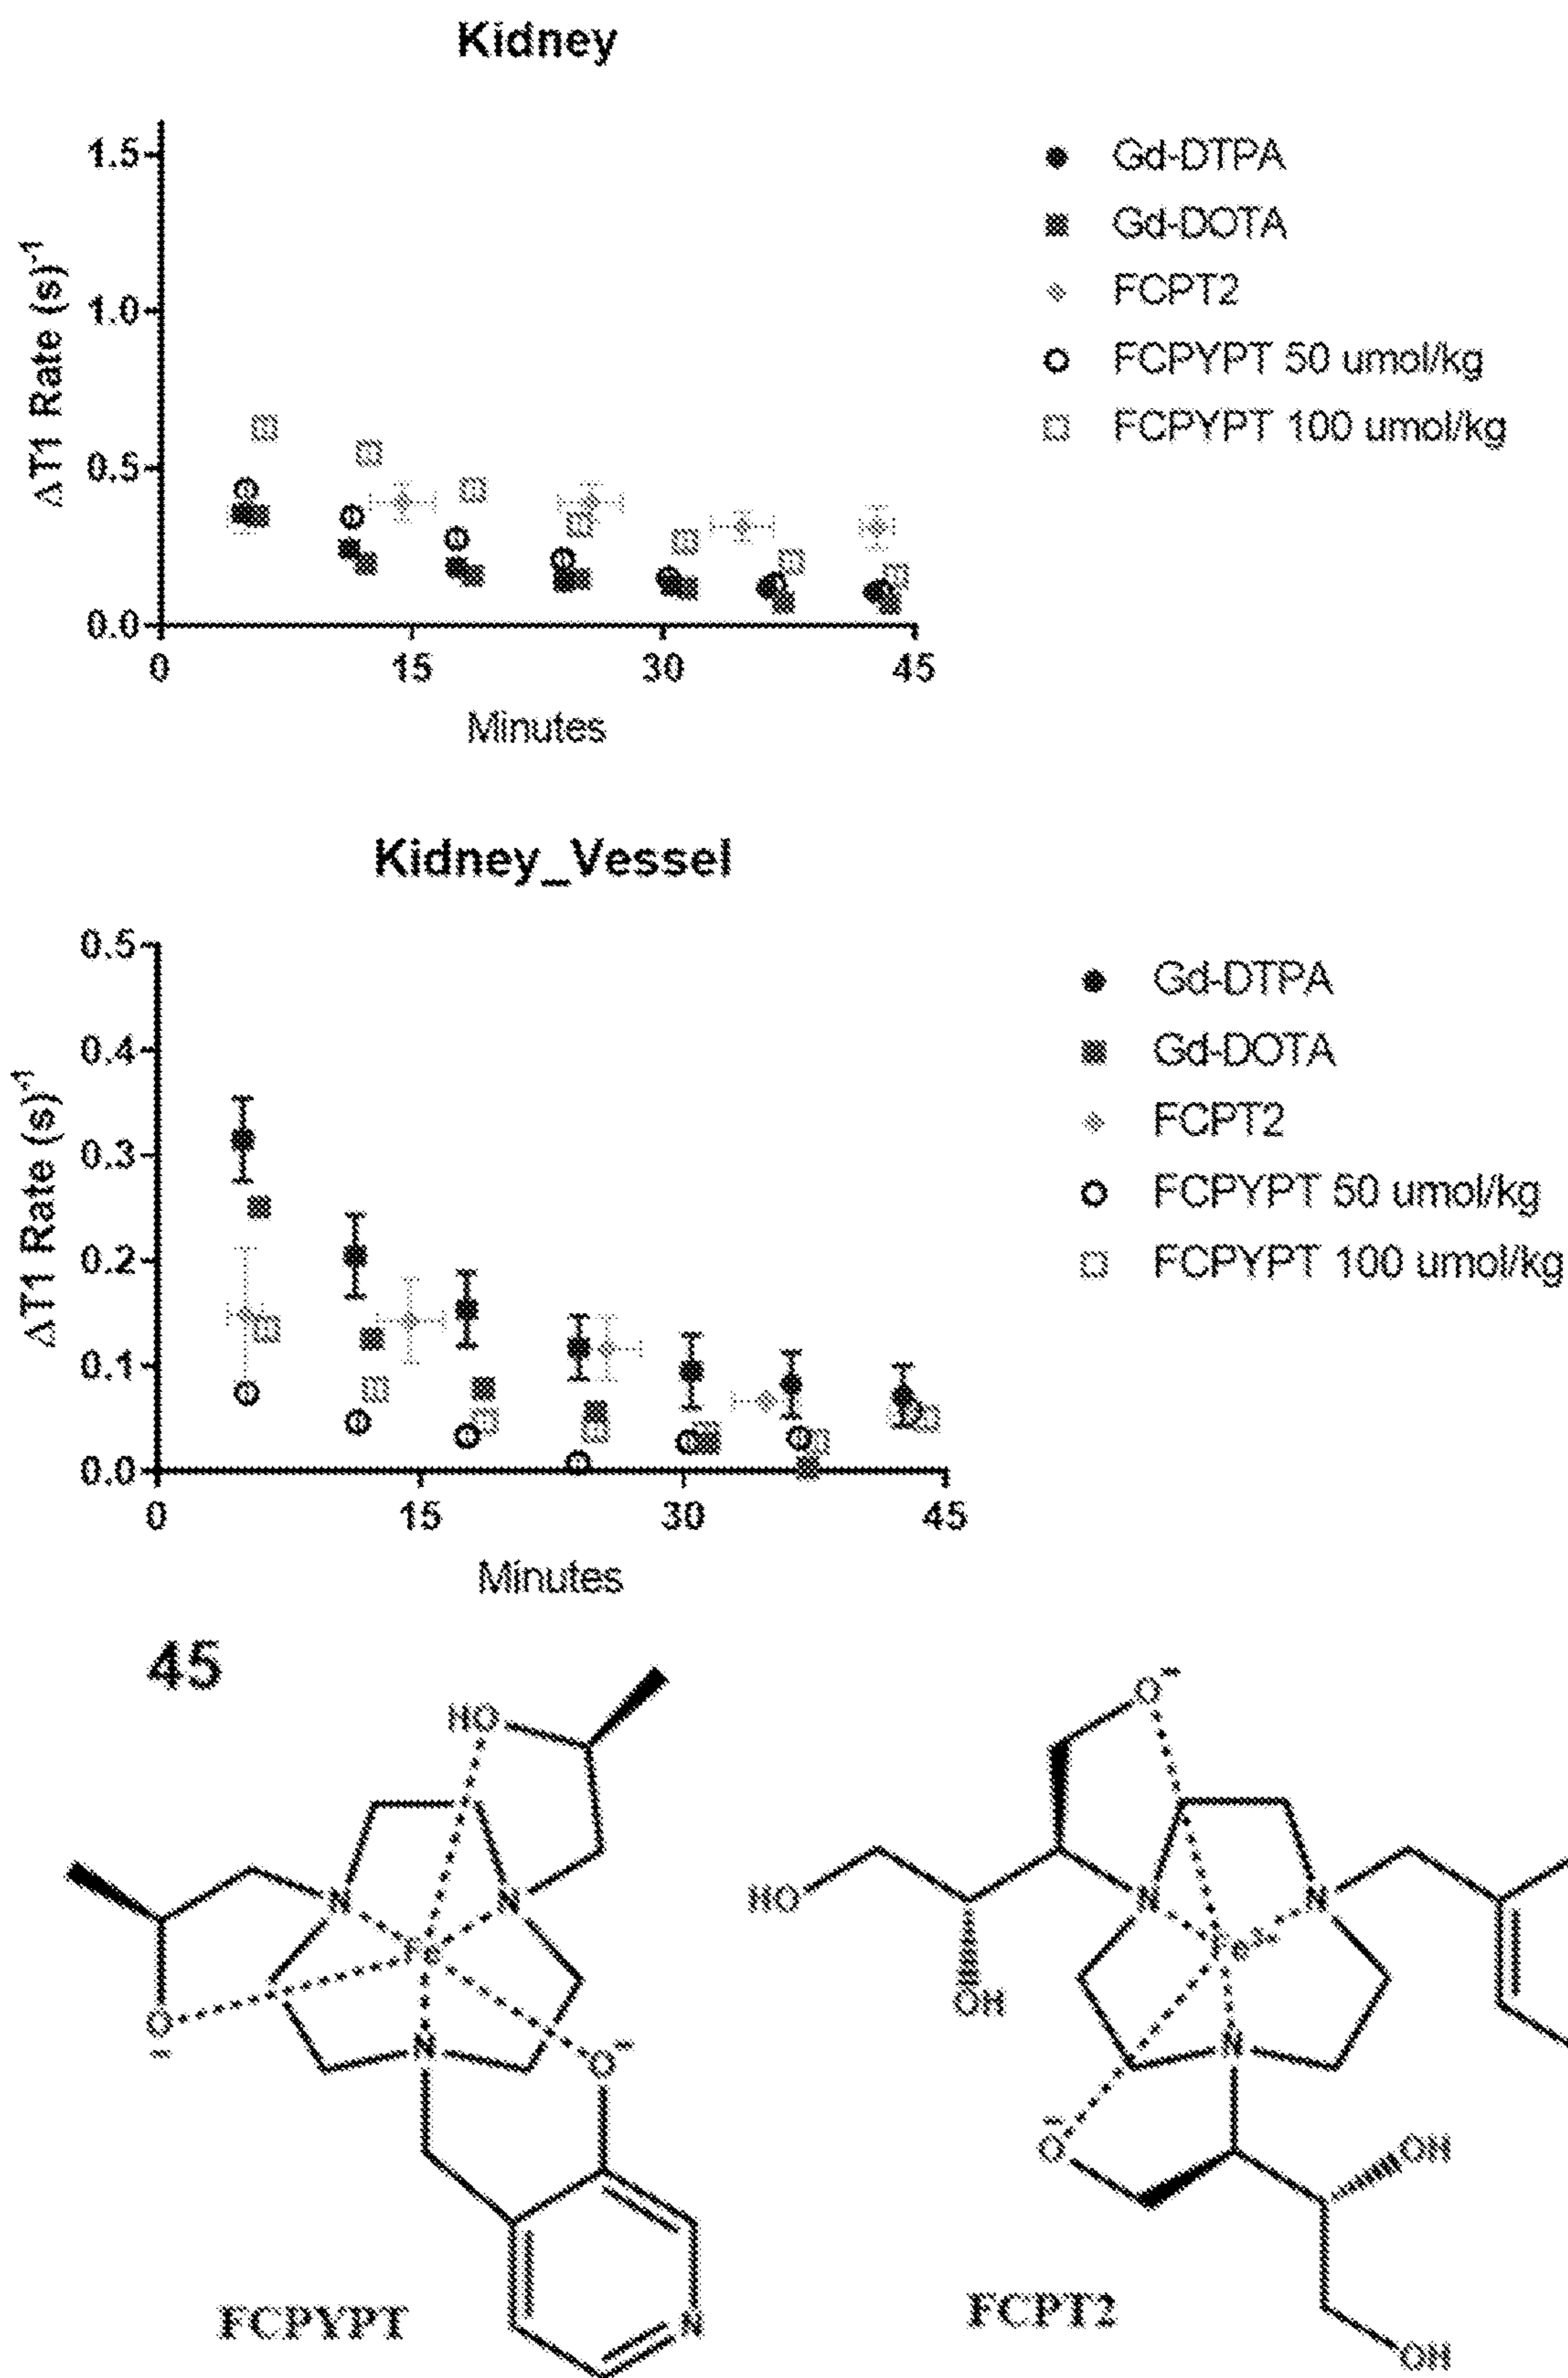 Kidney
1.5
1.0
0.5
0.0
ΔT1 Rate (s)-1
0 15 30 45
Minutes
Gd-DTPA
Gd-DOTA
FCPT2
FCPYPT 50 umol/kg
FCPYPT 100 umol/kg
Kidney_Vessel
0.5
0.4
0.3
0.2
0.1
0.0
ΔT1 Rate (s)-1
0 15 30 45
Minutes
Gd-DTPA
Gd-DOTA
FCPT2
FCPYPT 50 umol/kg
FCPYPT 100 umol/kg
45
HO
N N
Fe
O-
N
O-
N
FCPYPT
O-
HO
N N
Fe3+
OH
N
O-
OH
OH
FCPT2